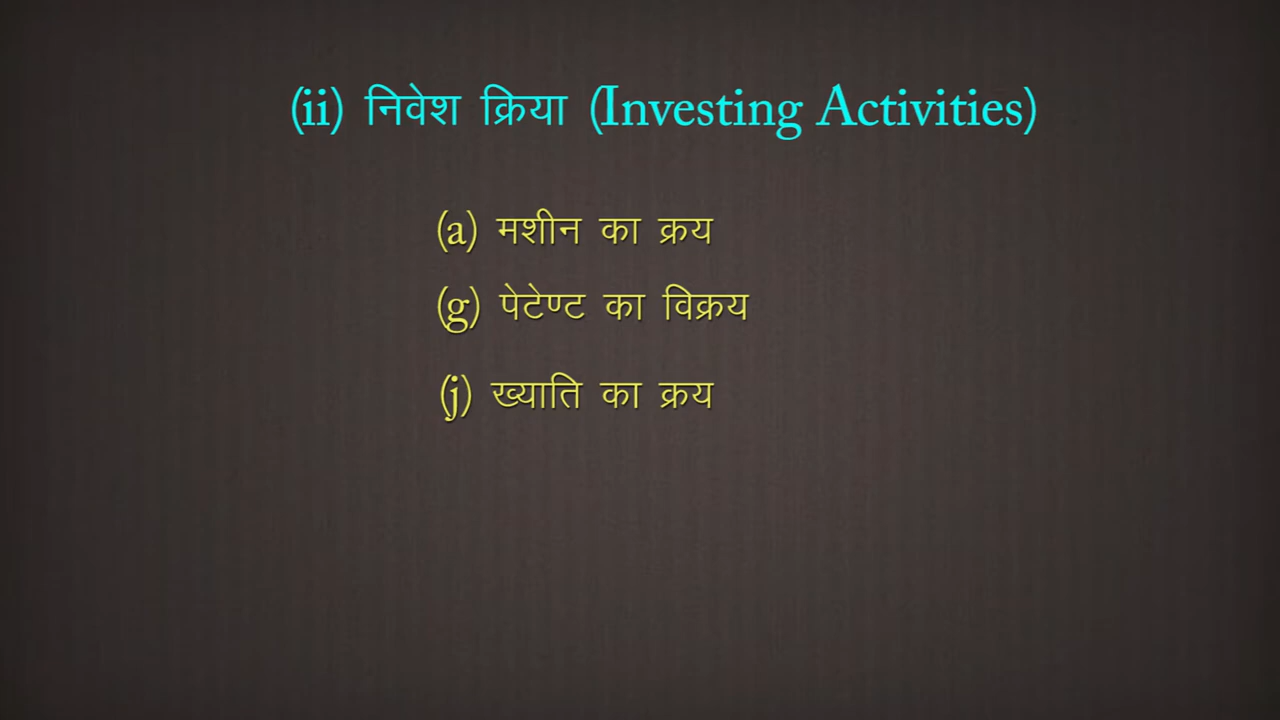 (ii) निवेश क्रिया (Investing Activities)
(a) मशीन का क्रय
(g) पेटेण्ट का विक्रय
(j) ख्याति का क्रय